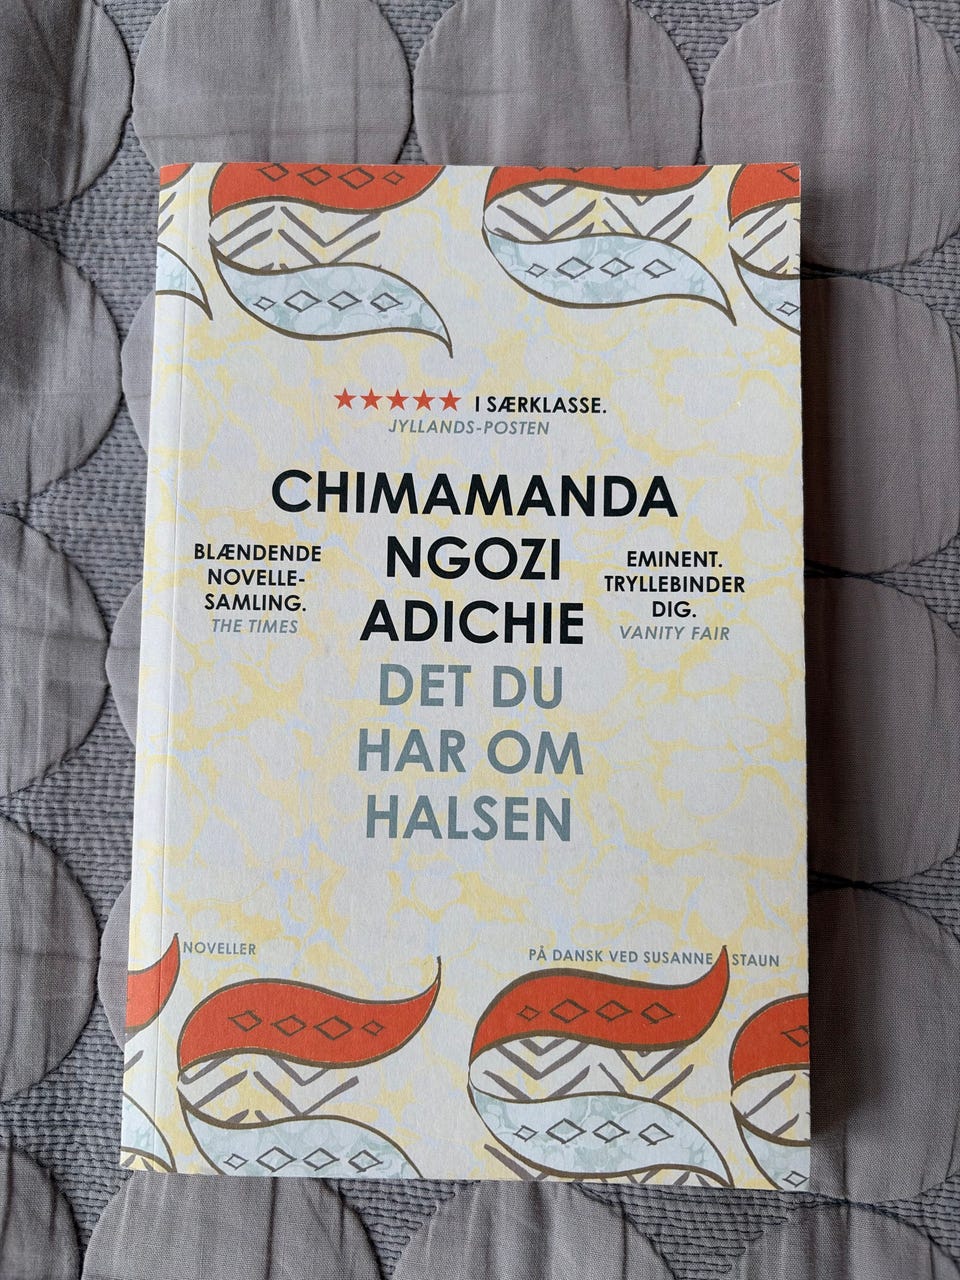 ★★★★★ I SÆRKLASSE.
JYLLANDS-POSTEN
CHIMAMANDA
NGOZI
ADICHIE
BLÆNDENDE
NOVELLE-
SAMLING.
THE TIMES
EMINENT.
TRYLLEBINDER
DIG.
VANITY FAIR
DET DU
HAR OM
HALSEN
NOVELLER
PÅ DANSK VED SUSANNE STAUN